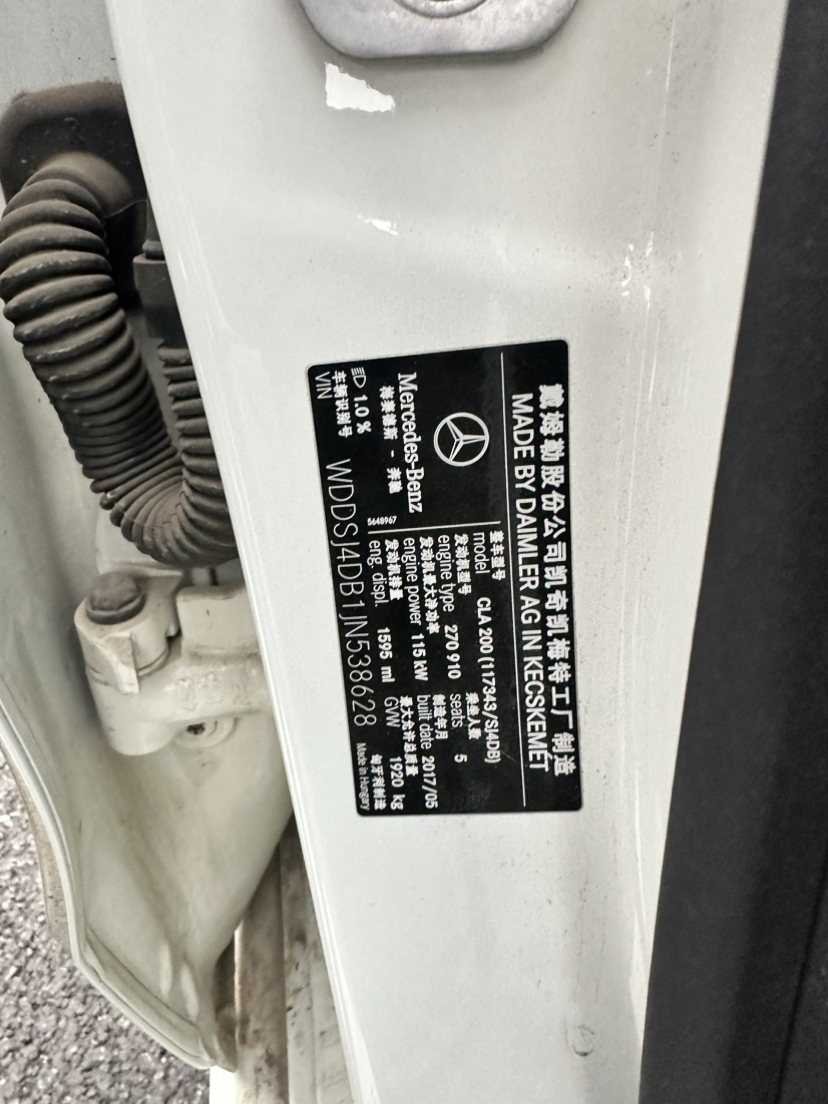 戴姆勒股份公司凯奇凯梅特工厂制造
MADE BY DAIMLER AG IN KECSKEMÉT
Mercedes-Benz
梅赛德斯 - 奔驰
5648967
整车型号
model CLA 200 (117343/SJ4DB)
发动机型号 乘坐人数
engine type 270 910 seats 5
发动机最大净功率 制造年月
engine power 115 kW built date 2017/05
发动机排量 最大允许总质量
eng. displ. 1595 ml GVW 1920 kg
1.0 %
车辆识别号
VIN WDDSJ4DB1JN538628
匈牙利制造
Made in Hungary